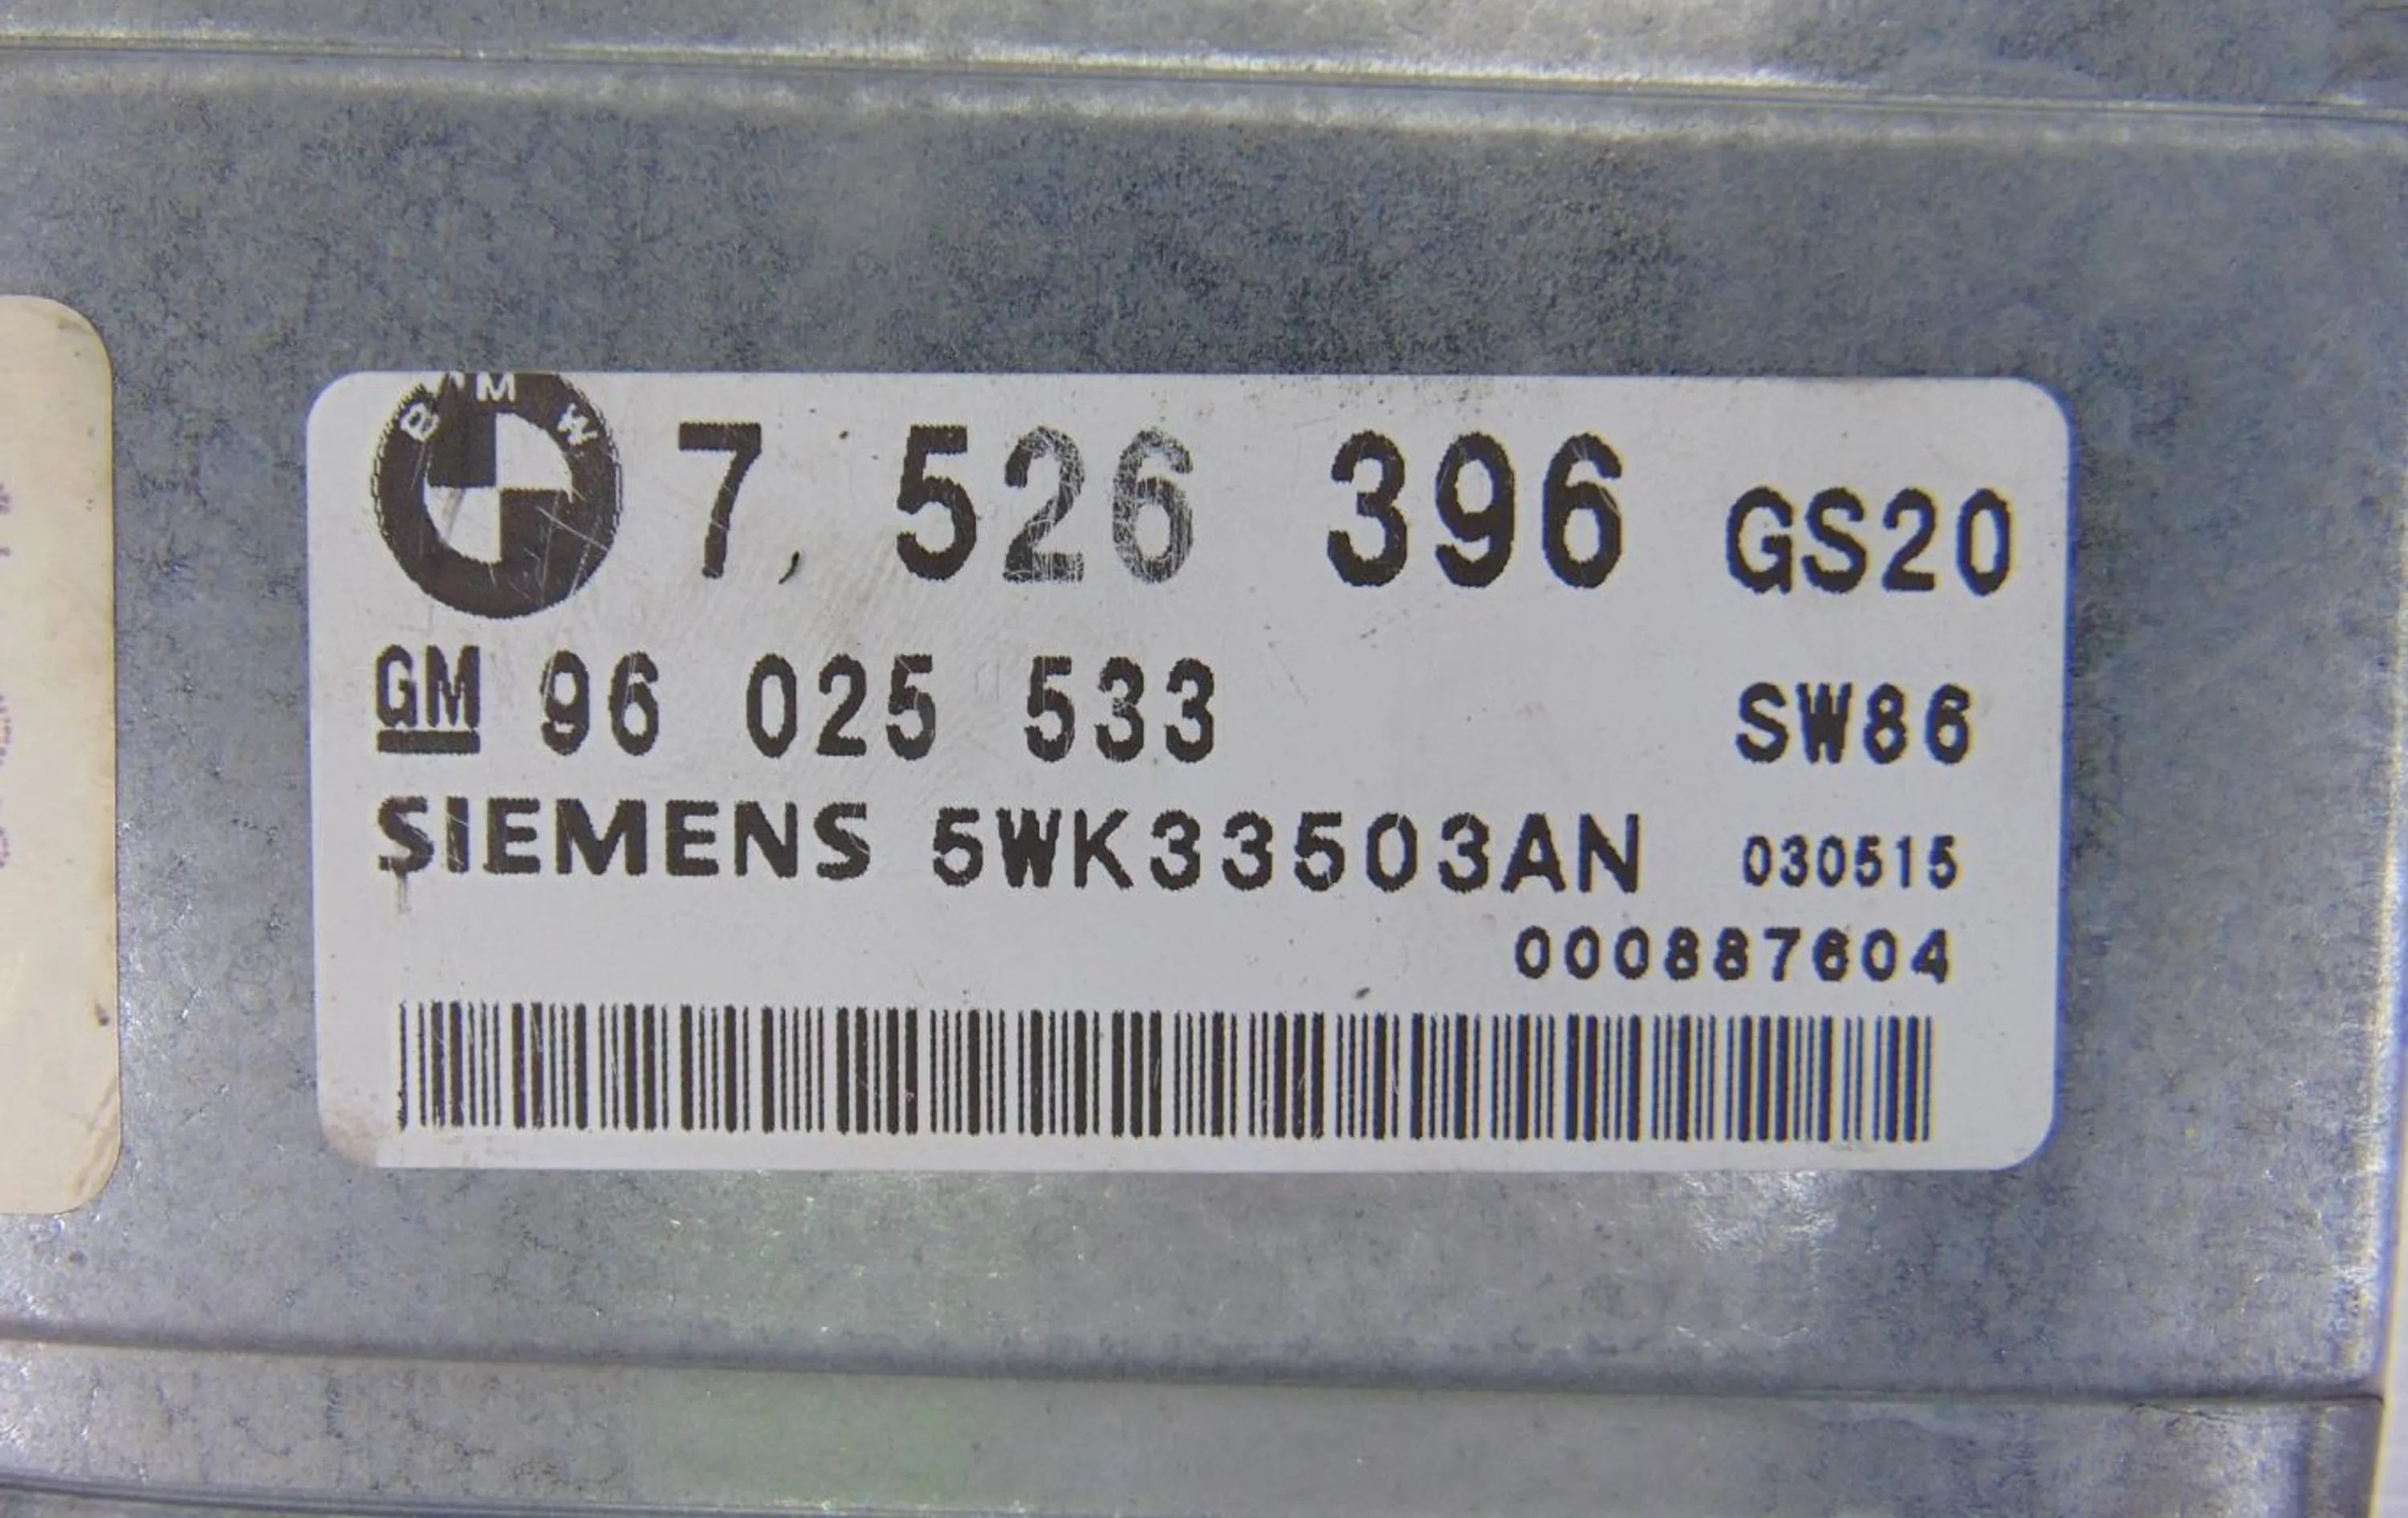 BMW 7 526 396 GS20
GM 96 025 533 SW86
SIEMENS 5WK33503AN 030515
000887604